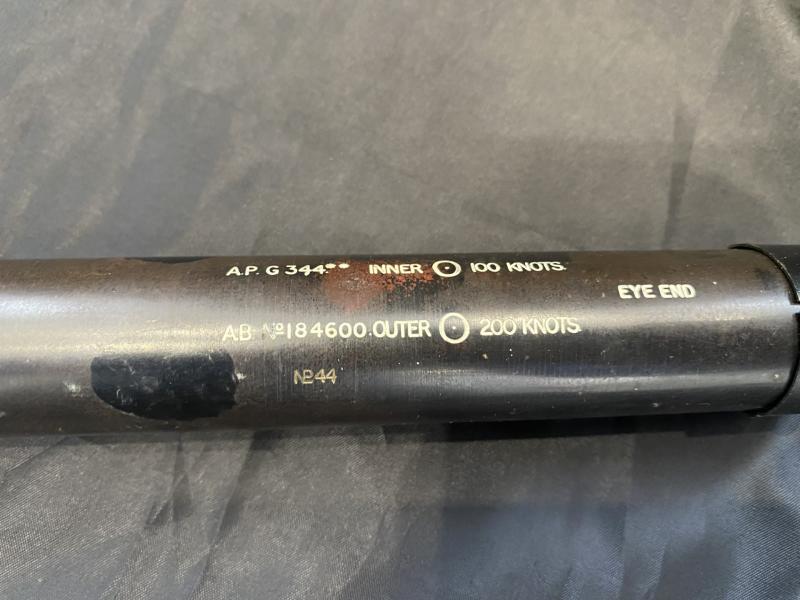 A.P. G 344** INNER ⊙ 100 KNOTS.
EYE END
A.B. №184600.OUTER ⊙ 200 KNOTS.
№44